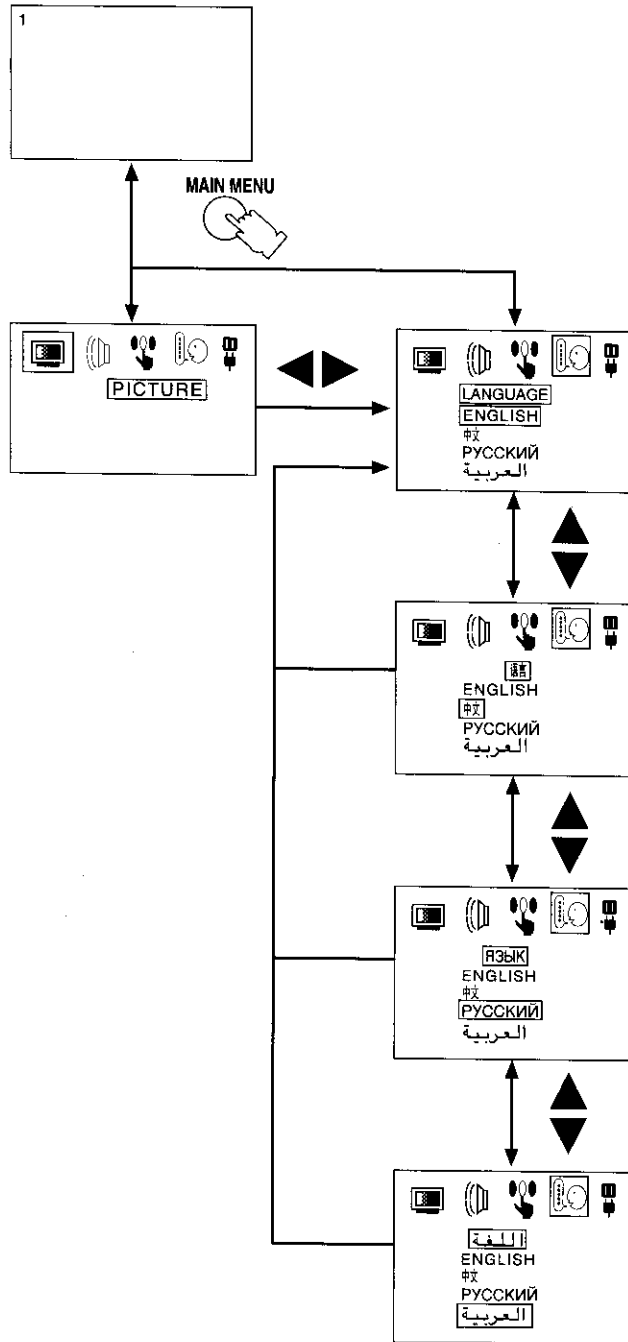 1
MAIN MENU
PICTURE
LANGUAGE
ENGLISH
中文
РУССКИЙ
العربية
语言
ENGLISH
中文
РУССКИЙ
العربية
ЯЗЫК
ENGLISH
中文
РУССКИЙ
العربية
اللغة
ENGLISH
中文
РУССКИЙ
العربية